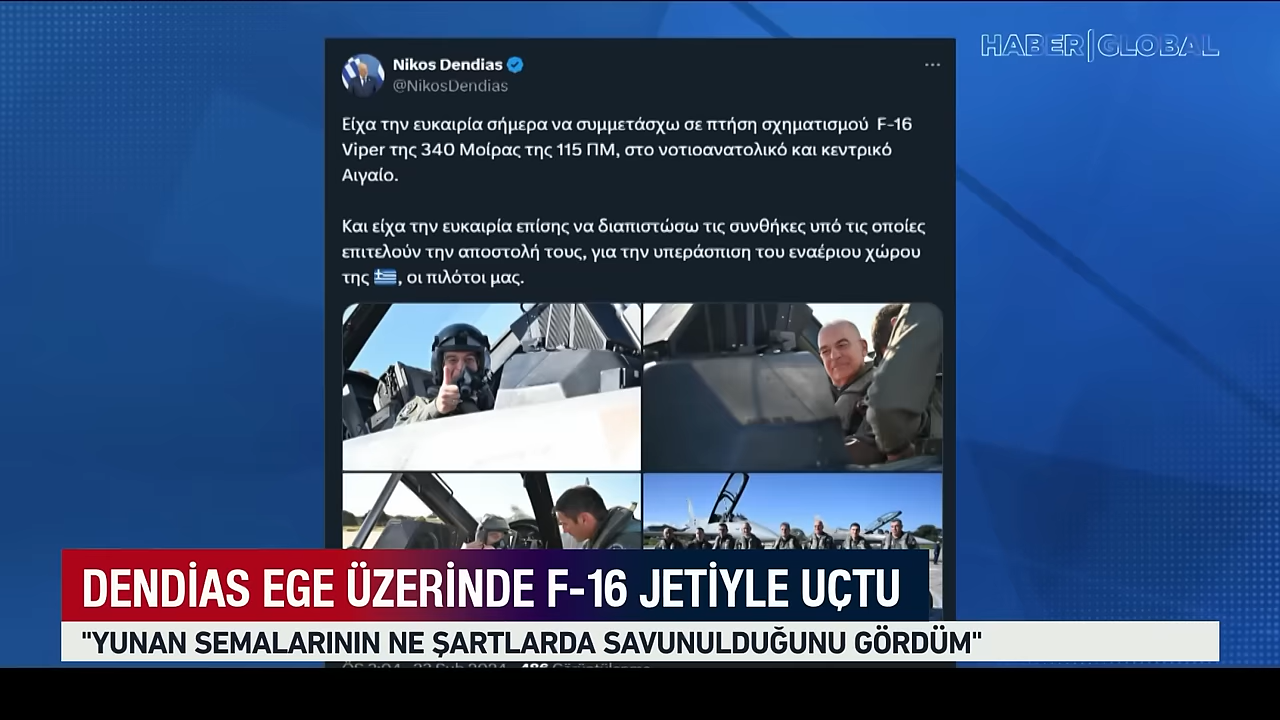 HABER|GLOBAL
Nikos Dendias
@NikosDendias
Είχα την ευκαιρία σήμερα να συμμετάσχω σε πτήση σχηματισμού F-16
Viper της 340 Μοίρας της 115 ΠΜ, στο νοτιοανατολικό και κεντρικό
Αιγαίο.
Και είχα την ευκαιρία επίσης να διαπιστώσω τις συνθήκες υπό τις οποίες
επιτελούν την αποστολή τους, για την υπεράσπιση του εναέριου χώρου
της 🇬🇷, οι πιλότοι μας.
DENDİAS EGE ÜZERİNDE F-16 JETİYLE UÇTU
"YUNAN SEMALARININ NE ŞARTLARDA SAVUNULDUĞUNU GÖRDÜM"